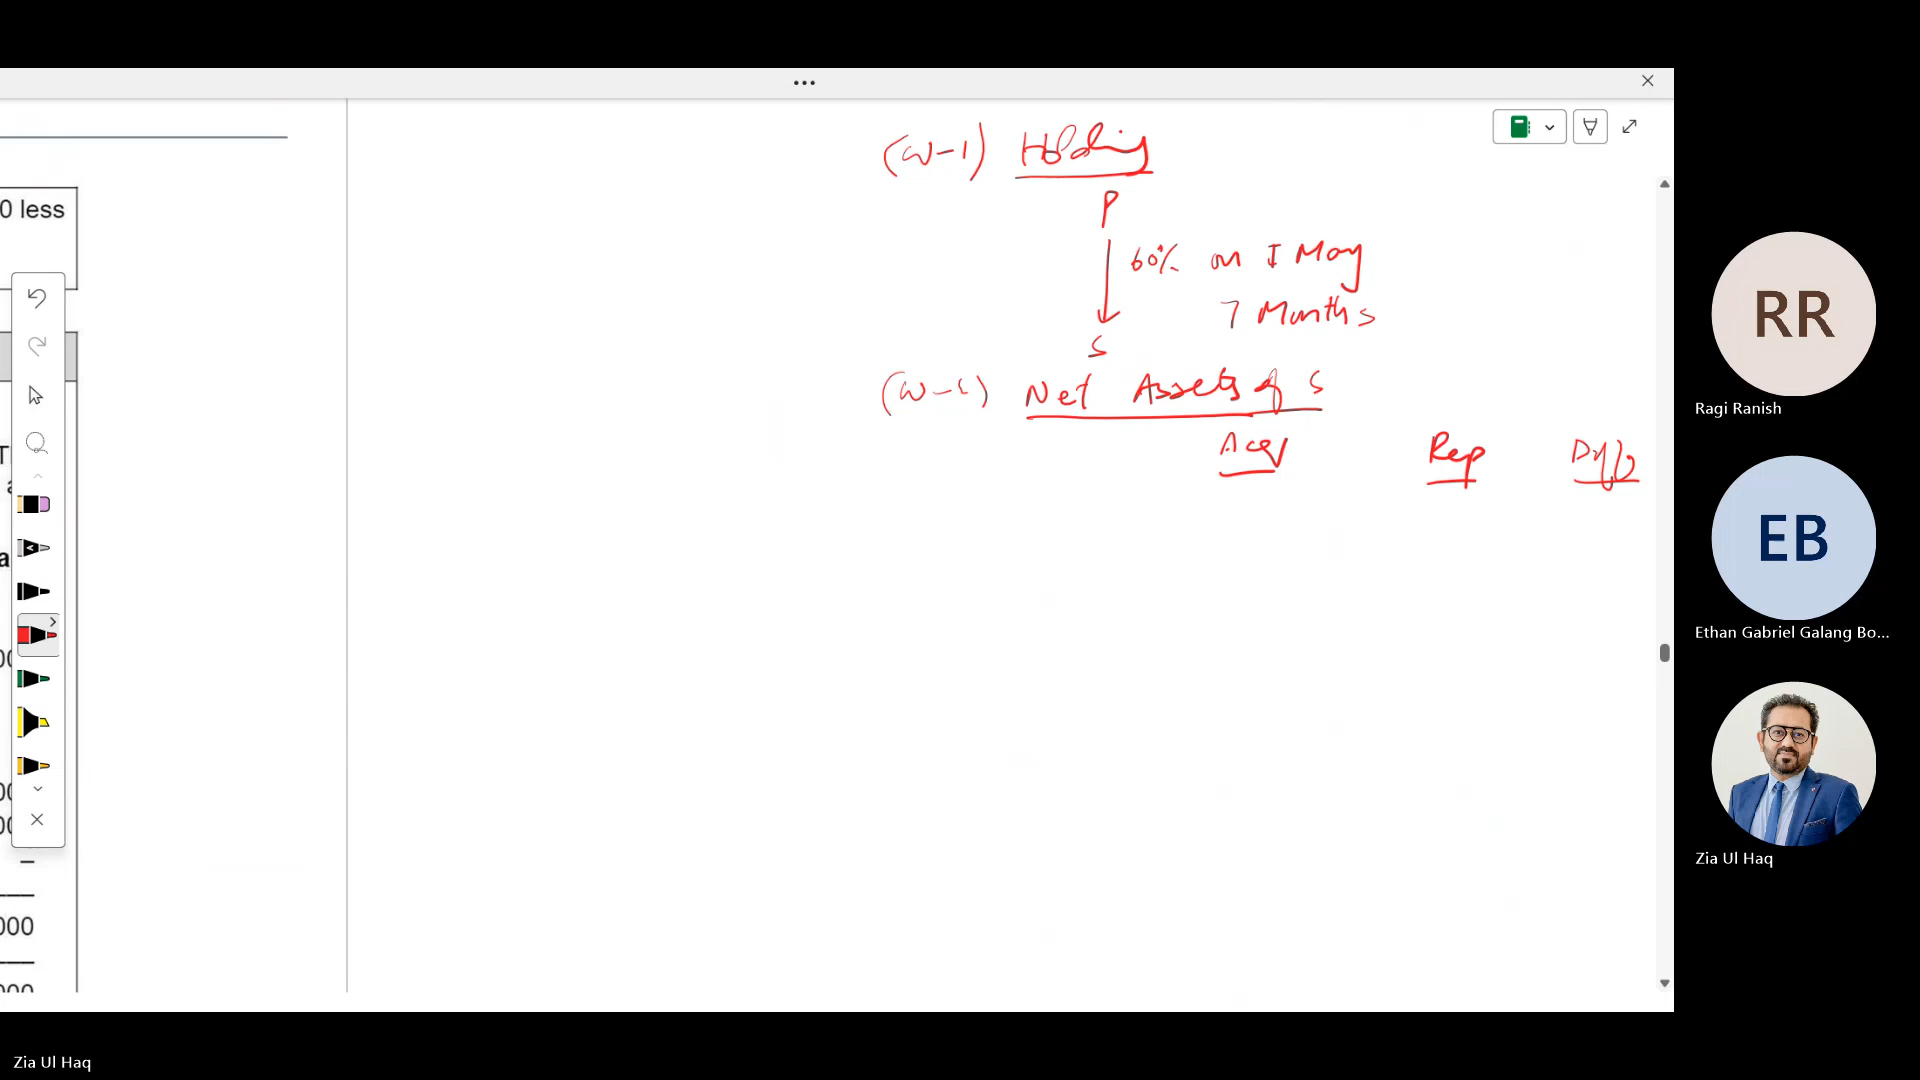 0 less
(W-1) Holding
P
60% on 1 May
7 Months
S
(W-2) Net Assets of S
Acq
Rep
Diff
000
RR
Ragi Ranish
EB
Ethan Gabriel Galang Bo...
Zia Ul Haq
Zia Ul Haq